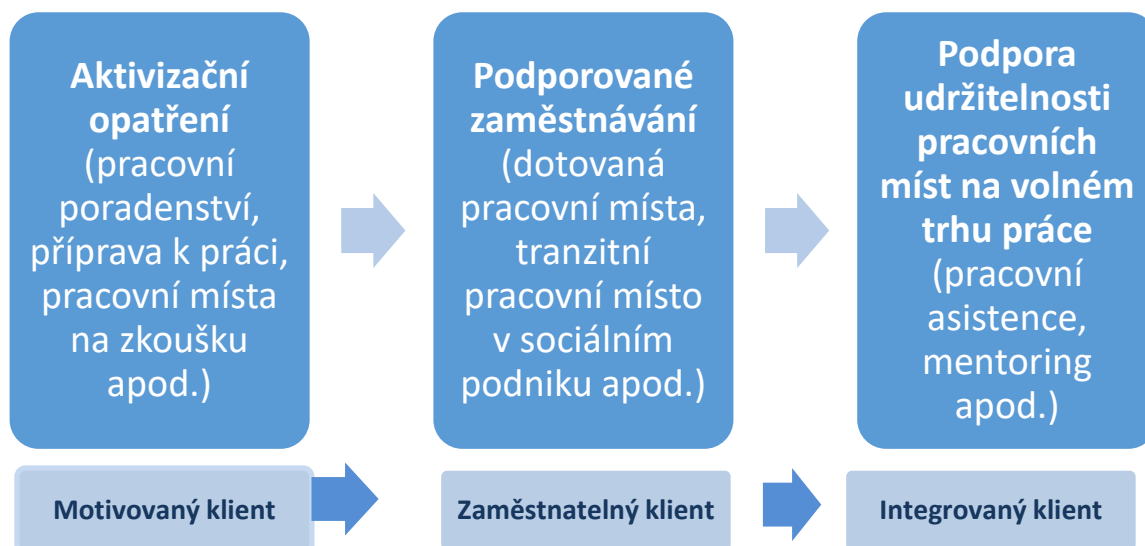 Aktivizační
opatření
(pracovní
poradenství,
příprava k práci,
pracovní místa
na zkoušku
apod.)
Podporované
zaměstnávání
(dotovaná
pracovní místa,
tranzitní
pracovní místo
v sociálním
podniku apod.)
Podpora
udržitelnosti
pracovních
míst na volném
trhu práce
(pracovní
asistence,
mentoring
apod.)
Motivovaný klient
Zaměstnatelný klient
Integrovaný klient